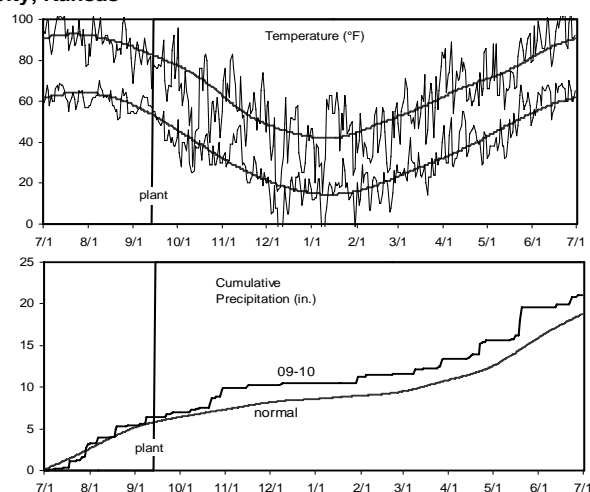 Kansas
Temperature (°F)
100
80
60
40
20
0
plant
7/1 8/1 9/1 10/1 11/1 12/1 1/1 2/1 3/1 4/1 5/1 6/1 7/1
Cumulative
Precipitation (in.)
25
20
15
10
5
0
09-10
normal
plant
7/1 8/1 9/1 10/1 11/1 12/1 1/1 2/1 3/1 4/1 5/1 6/1 7/1